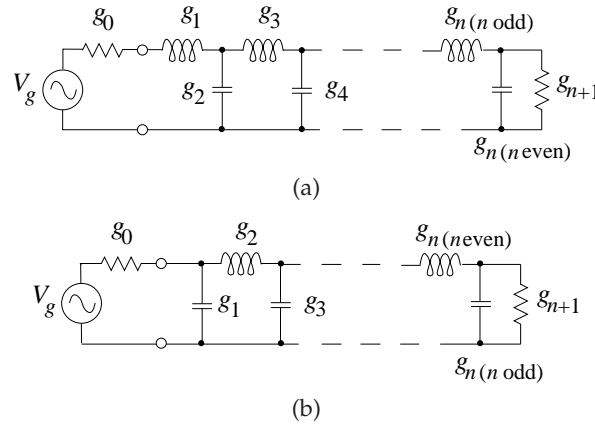 g0 g1 g3 gn(n odd)
Vg g2 g4 gn+1
gn(n even)
(a)
g0 g2 gn(n even)
Vg g1 g3 gn+1
gn(n odd)
(b)